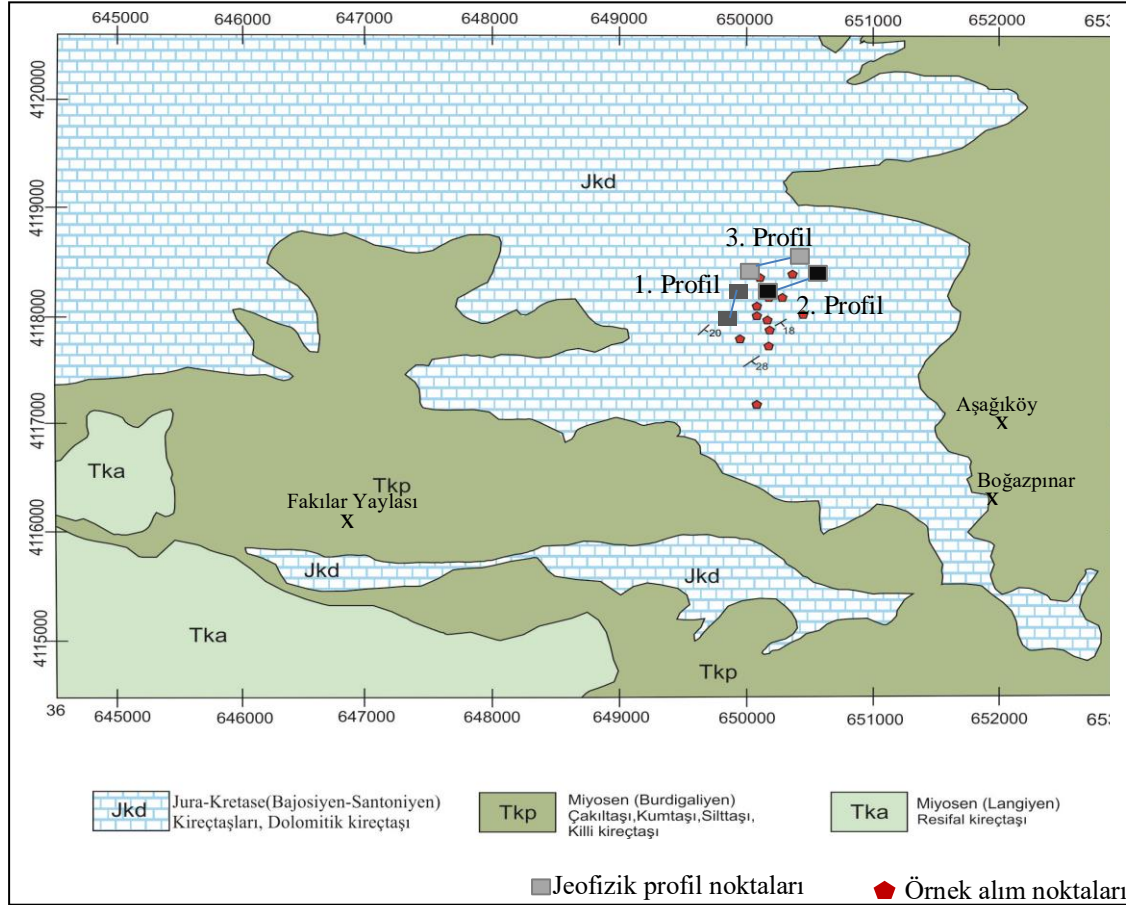 645000 646000 647000 648000 649000 650000 651000 652000 653
4120000
4119000
4118000
4117000
4116000
4115000
Jkd
3. Profil
1. Profil
2. Profil
20
18
28
Aşağıköy
x
Boğazpınar
x
Tka
Tkp
Fakılar Yaylası
x
Jkd
Jkd
Tka
Tkp
36
645000 646000 647000 648000 649000 650000 651000 652000 653
Jkd
Jura-Kretase(Bajosiyen-Santoniyen)
Kireçtaşları, Dolomitik kireçtaşı
Tkp
Miyosen (Burdigaliyen)
Çakıltaşı,Kumtaşı,Silttaşı,
Killi kireçtaşı
Tka
Miyosen (Langiyen)
Resifal kireçtaşı
Jeofizik profil noktaları
Örnek alım noktaları